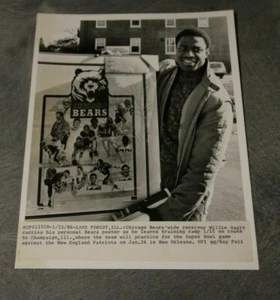 BEARS
1/15/86-LAKE FOREST, ILL.:Chicago Bears wide receiver Willie Gault
carries his personal Bears poster as he leaves training camp 1/15 en route
to Champaign, Ill., where the team will practice for the Super Bowl game
against the New England Patriots on Jan.26 in New Orleans. UPI